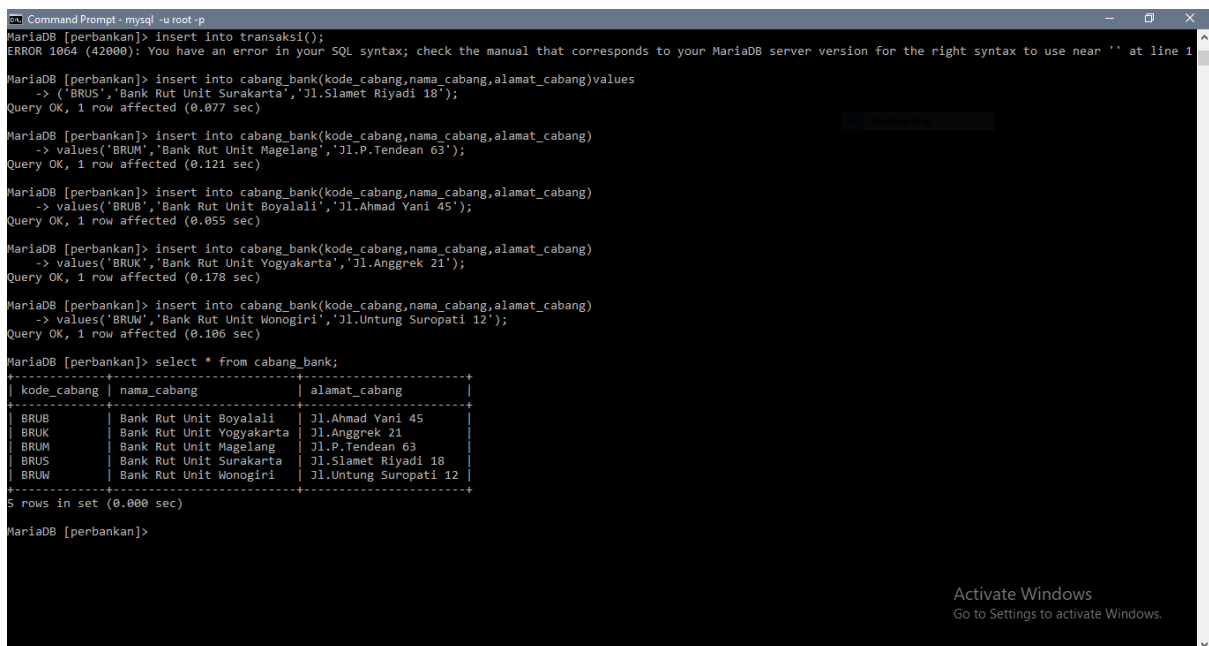 Command Prompt - mysql -u root -p
MariaDB [perbankan]> insert into transaksi();
ERROR 1064 (42000): You have an error in your SQL syntax; check the manual that corresponds to your MariaDB server version for the right syntax to use near '' at line 1
MariaDB [perbankan]> insert into cabang_bank(kode_cabang,nama_cabang,alamat_cabang)values
    -> ('BRUS','Bank Rut Unit Surakarta','Jl.Slamet Riyadi 18');
Query OK, 1 row affected (0.077 sec)
MariaDB [perbankan]> insert into cabang_bank(kode_cabang,nama_cabang,alamat_cabang)
    -> values('BRUM','Bank Rut Unit Magelang','Jl.P.Tendean 63');
Query OK, 1 row affected (0.121 sec)
MariaDB [perbankan]> insert into cabang_bank(kode_cabang,nama_cabang,alamat_cabang)
    -> values('BRUB','Bank Rut Unit Boyalali','Jl.Ahmad Yani 45');
Query OK, 1 row affected (0.055 sec)
MariaDB [perbankan]> insert into cabang_bank(kode_cabang,nama_cabang,alamat_cabang)
    -> values('BRUK','Bank Rut Unit Yogyakarta','Jl.Anggrek 21');
Query OK, 1 row affected (0.178 sec)
MariaDB [perbankan]> insert into cabang_bank(kode_cabang,nama_cabang,alamat_cabang)
    -> values('BRUW','Bank Rut Unit Wonogiri','Jl.Untung Suropati 12');
Query OK, 1 row affected (0.106 sec)
MariaDB [perbankan]> select * from cabang_bank;
+-------------+--------------------------+-----------------------+
| kode_cabang | nama_cabang              | alamat_cabang         |
+-------------+--------------------------+-----------------------+
| BRUB        | Bank Rut Unit Boyalali   | Jl.Ahmad Yani 45      |
| BRUK        | Bank Rut Unit Yogyakarta | Jl.Anggrek 21         |
| BRUM        | Bank Rut Unit Magelang   | Jl.P.Tendean 63       |
| BRUS        | Bank Rut Unit Surakarta  | Jl.Slamet Riyadi 18   |
| BRUW        | Bank Rut Unit Wonogiri   | Jl.Untung Suropati 12 |
+-------------+--------------------------+-----------------------+
5 rows in set (0.000 sec)
MariaDB [perbankan]>
Activate Windows
Go to Settings to activate Windows.